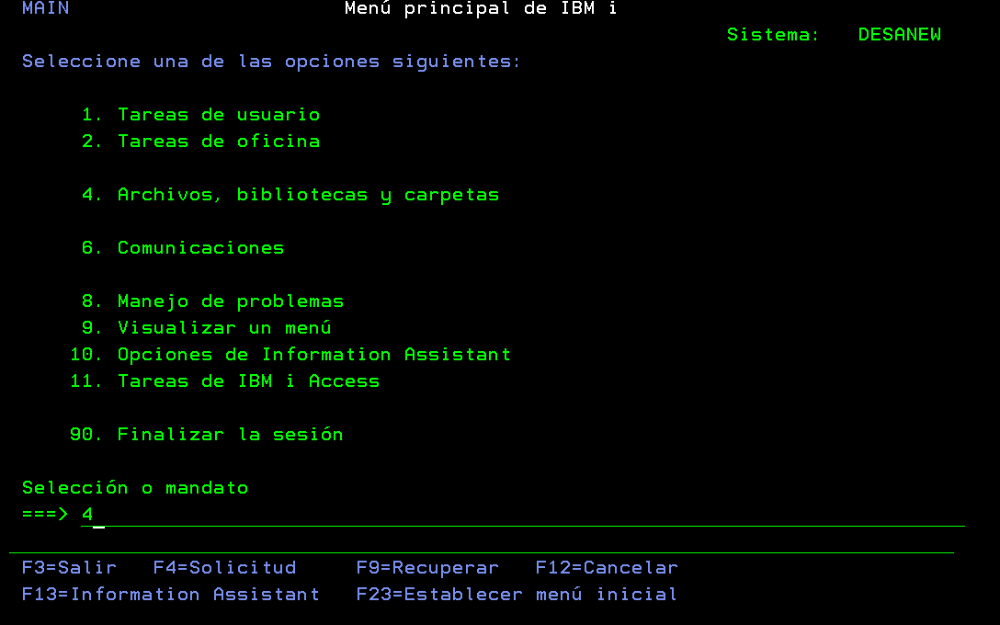 MAIN Menú principal de IBM i
Sistema: DESANEW
Seleccione una de las opciones siguientes:
1. Tareas de usuario
2. Tareas de oficina
4. Archivos, bibliotecas y carpetas
6. Comunicaciones
8. Manejo de problemas
9. Visualizar un menú
10. Opciones de Information Assistant
11. Tareas de IBM i Access
90. Finalizar la sesión
Selección o mandato
===> 4
F3=Salir F4=Solicitud F9=Recuperar F12=Cancelar
F13=Information Assistant F23=Establecer menú inicial